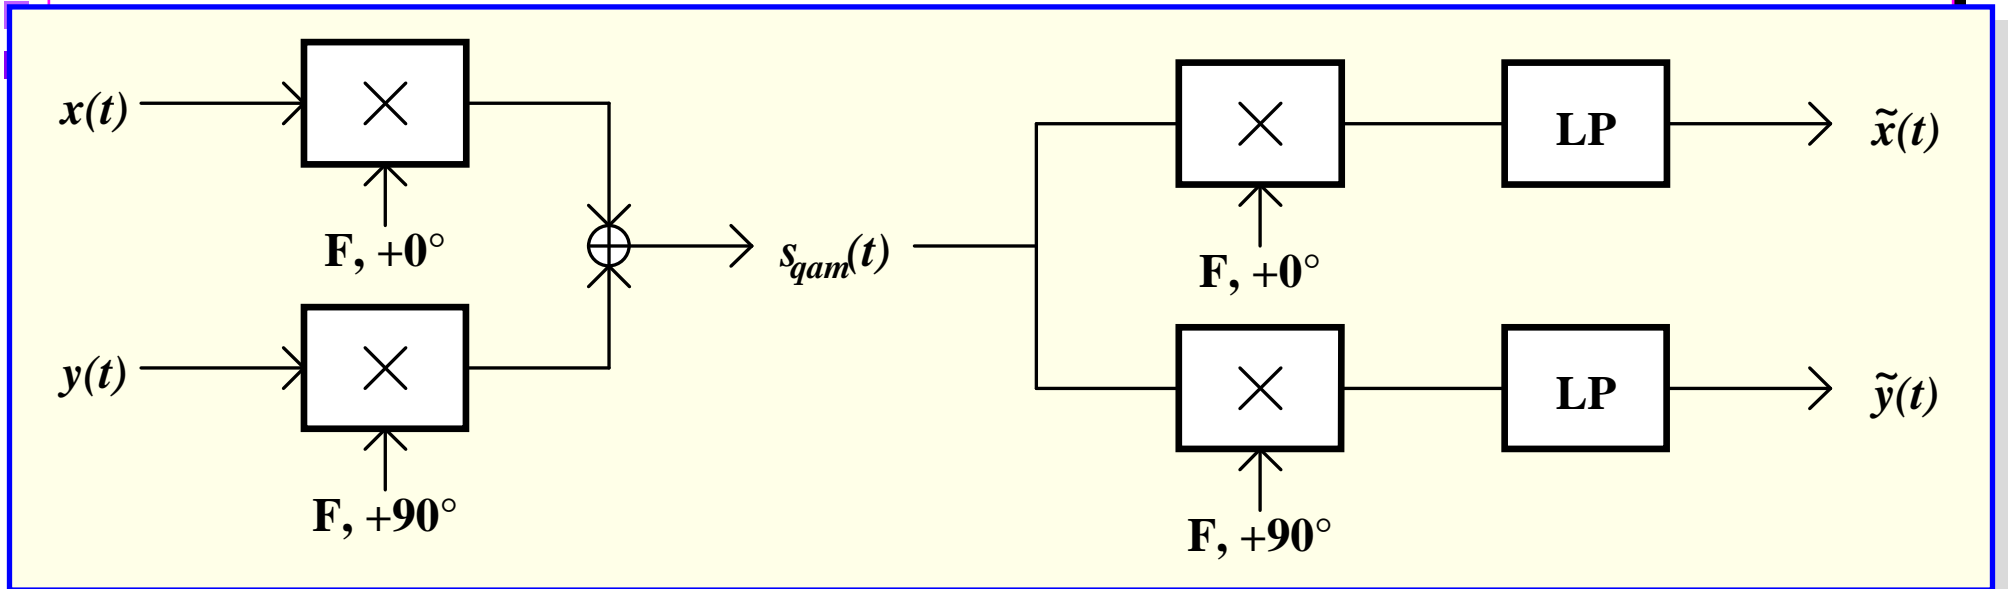 x(t)
F, +0°
y(t)
F, +90°
s_qam(t)
F, +0°
LP
x̃(t)
F, +90°
LP
ỹ(t)